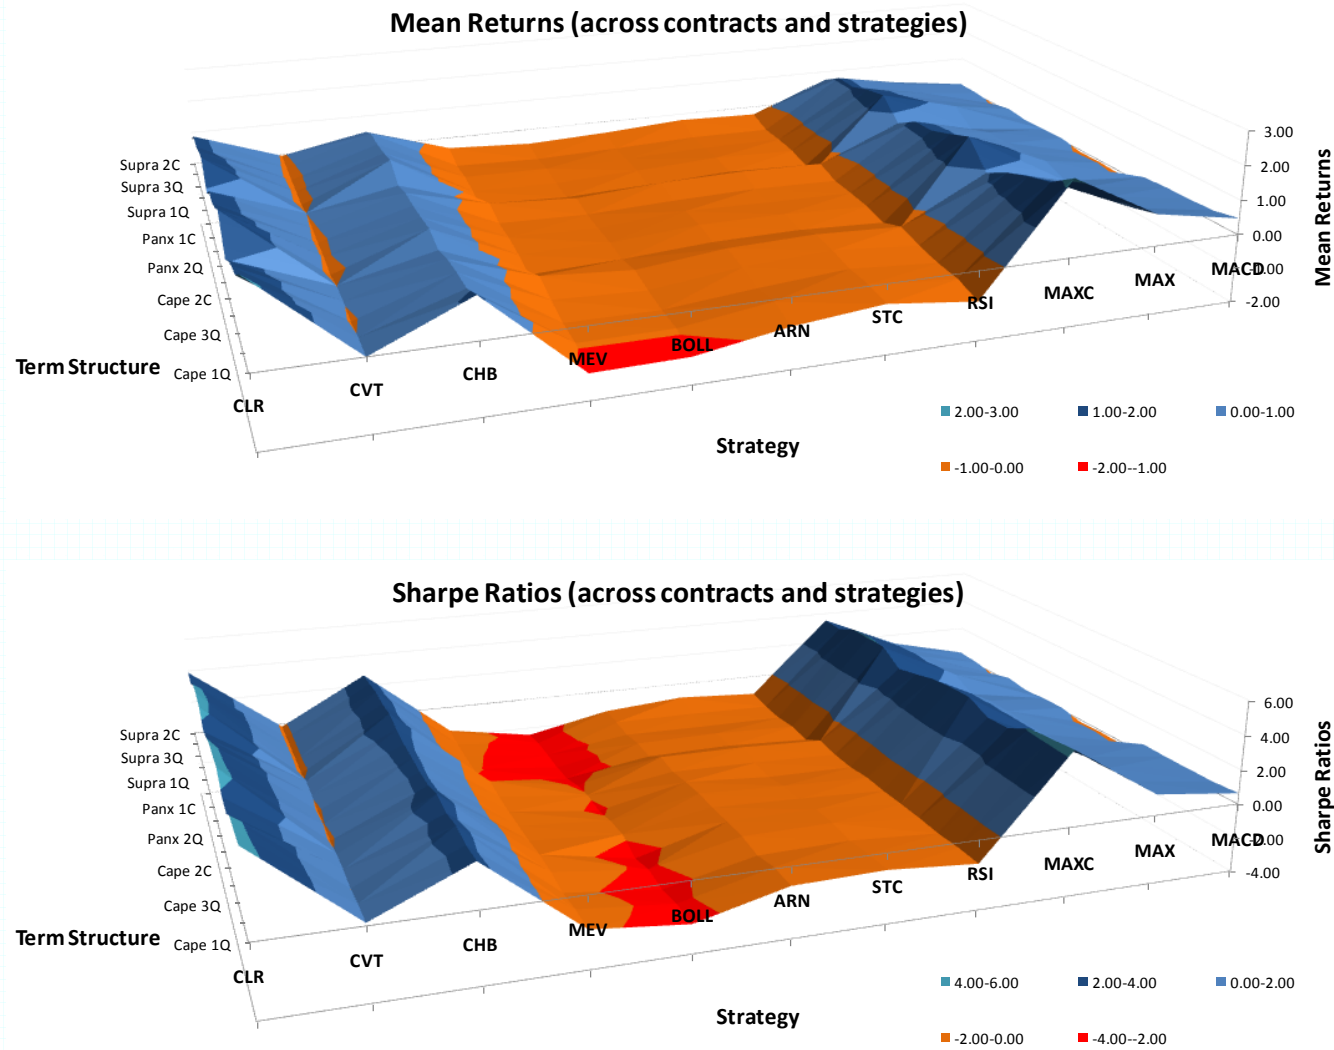 Mean Returns (across contracts and strategies)
3.00
2.00
1.00
0.00
-1.00
-2.00
Mean Returns
Supra 2C
Supra 3Q
Supra 1Q
Panx 1C
Panx 2Q
Cape 2C
Cape 3Q
Cape 1Q
Term Structure
CLR
CVT
CHB
MEV
BOLL
ARN
STC
RSI
MAXC
MAX
MACD
Strategy
2.00-3.00
1.00-2.00
0.00-1.00
-1.00-0.00
-2.00--1.00
Sharpe Ratios (across contracts and strategies)
6.00
4.00
2.00
0.00
-2.00
-4.00
Sharpe Ratios
Supra 2C
Supra 3Q
Supra 1Q
Panx 1C
Panx 2Q
Cape 2C
Cape 3Q
Cape 1Q
Term Structure
CLR
CVT
CHB
MEV
BOLL
ARN
STC
RSI
MAXC
MAX
MACD
Strategy
4.00-6.00
2.00-4.00
0.00-2.00
-2.00-0.00
-4.00--2.00